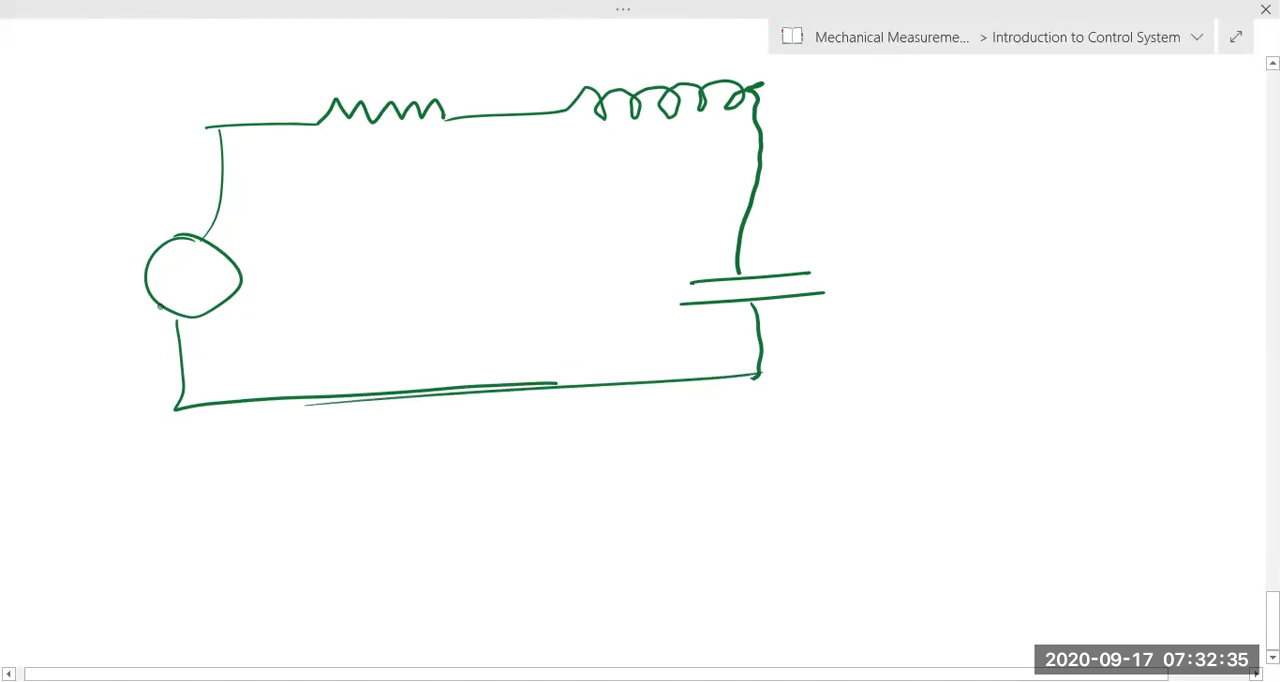 ...
Mechanical Measureme... > Introduction to Control System
2020-09-17 07:32:35